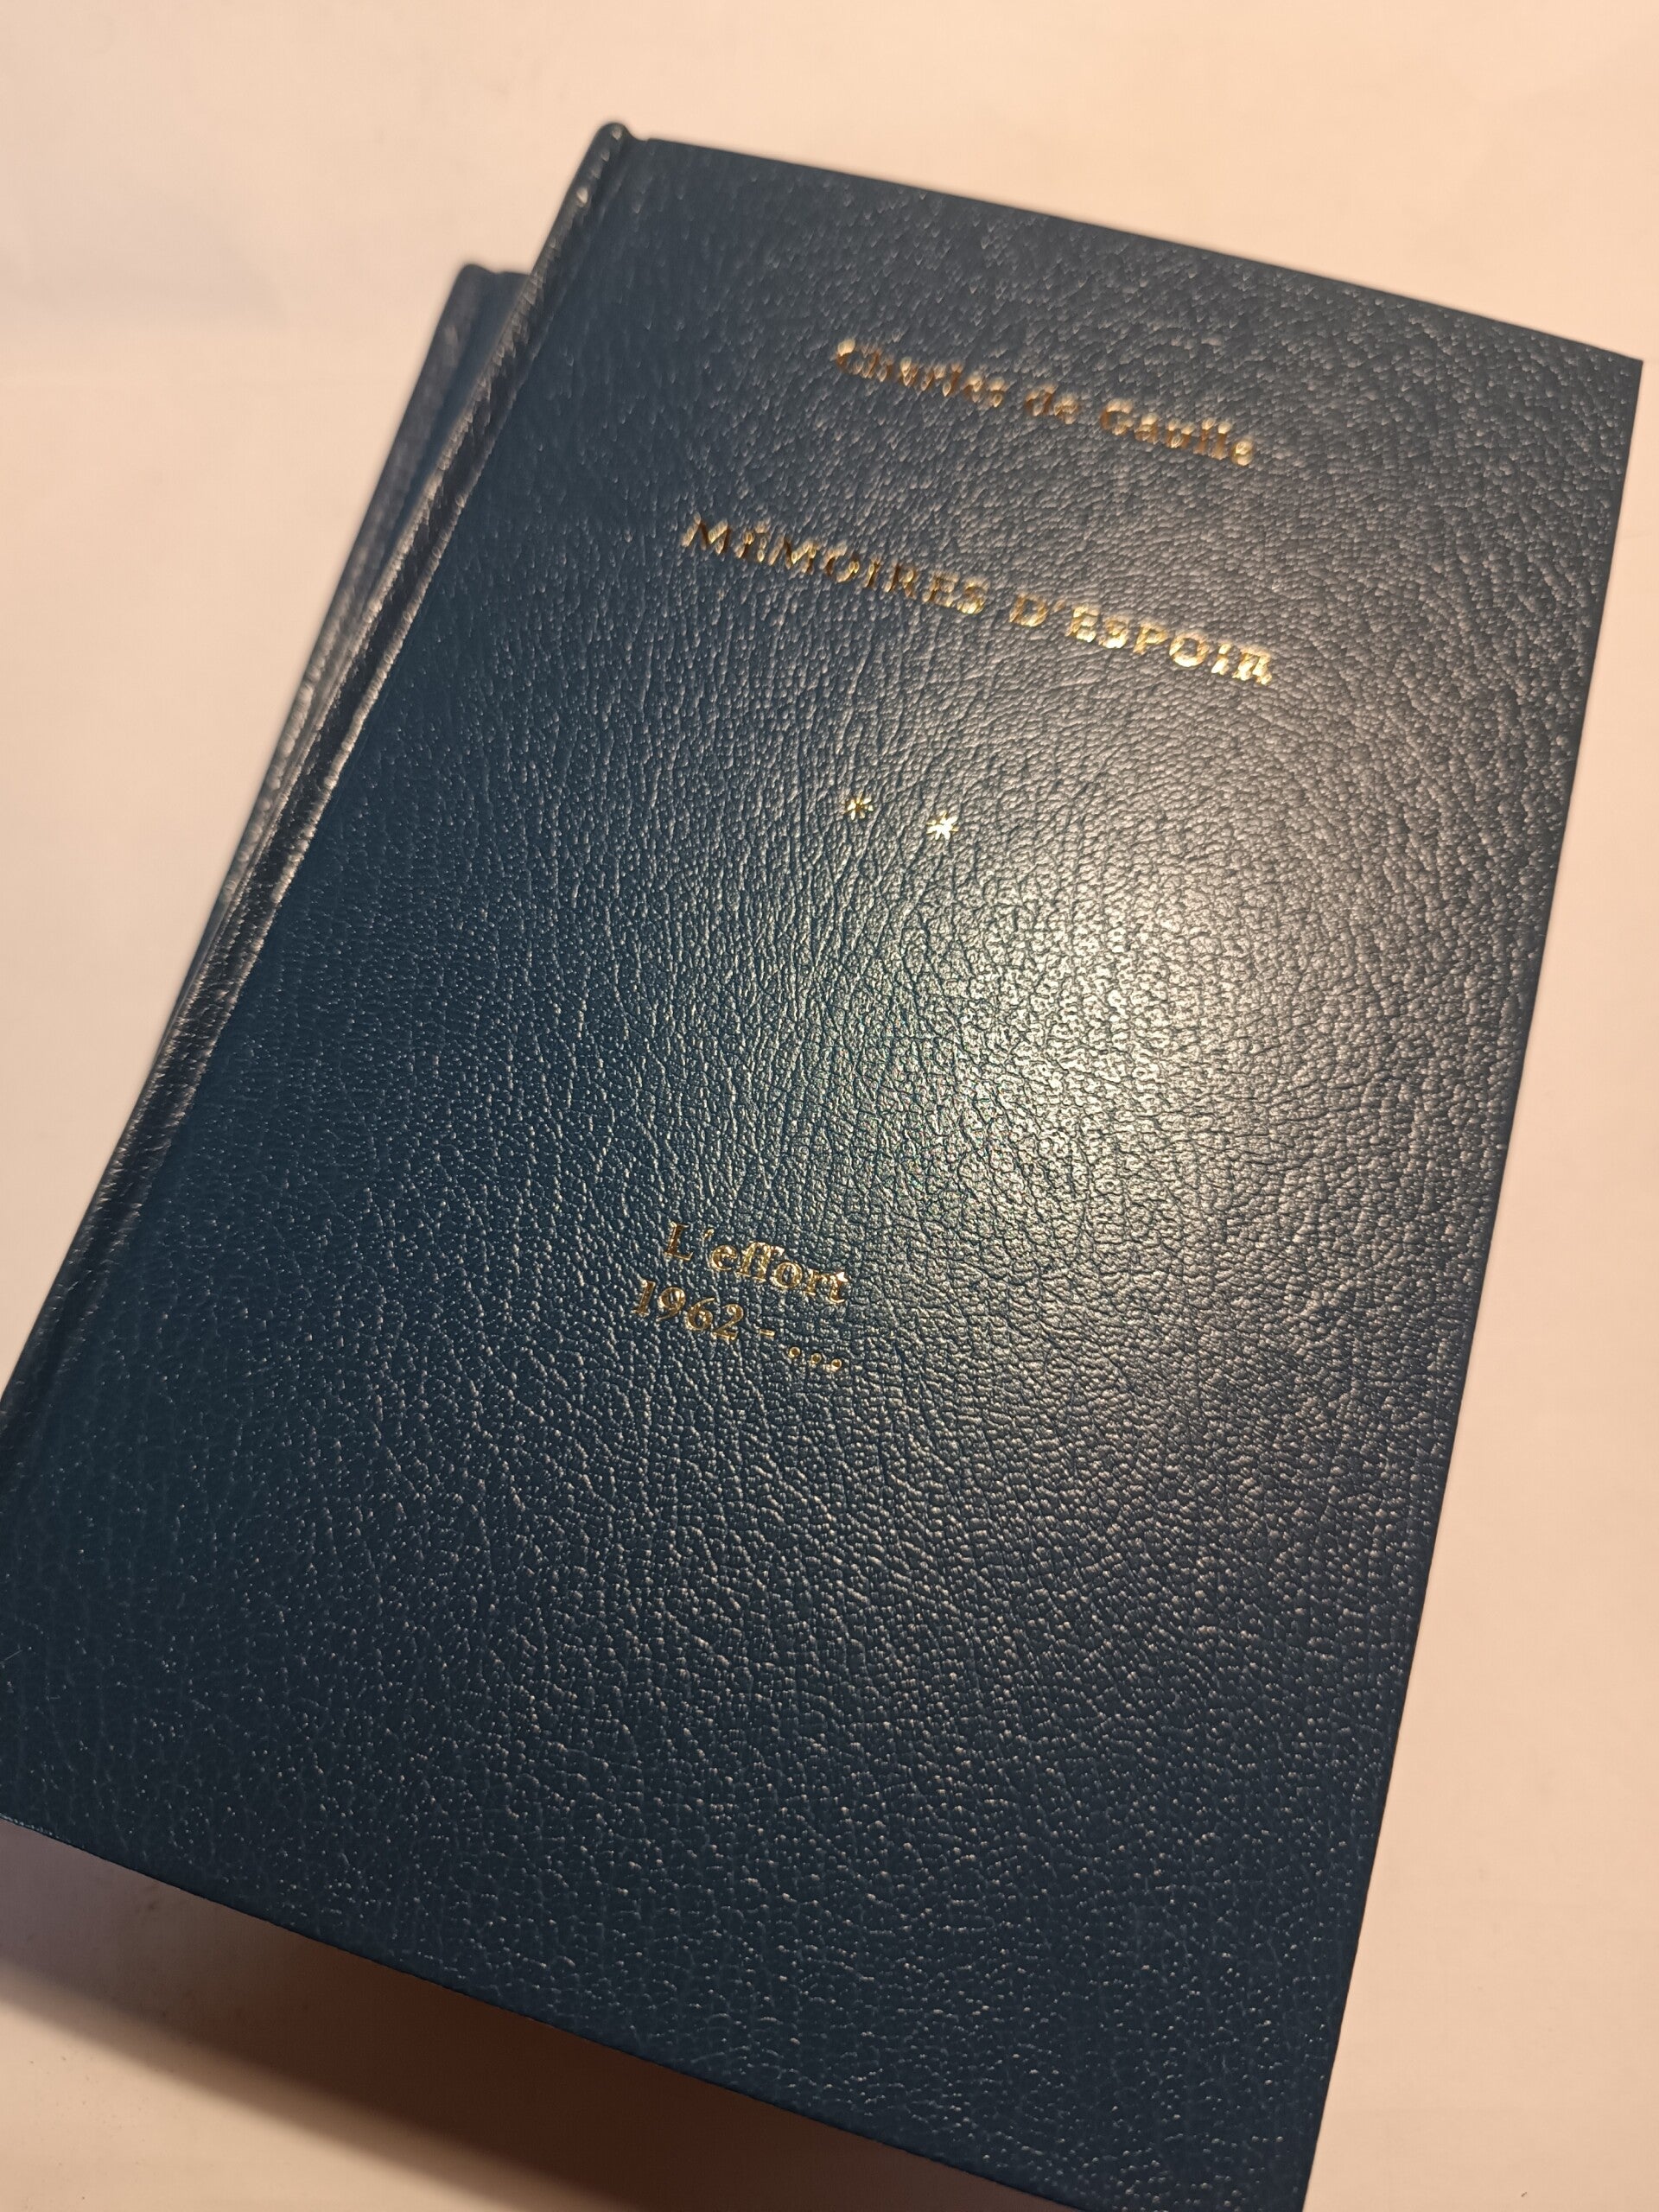 Charles de Gaulle
MÉMOIRES D'ESPOIR
* *
L'effort
1962-...